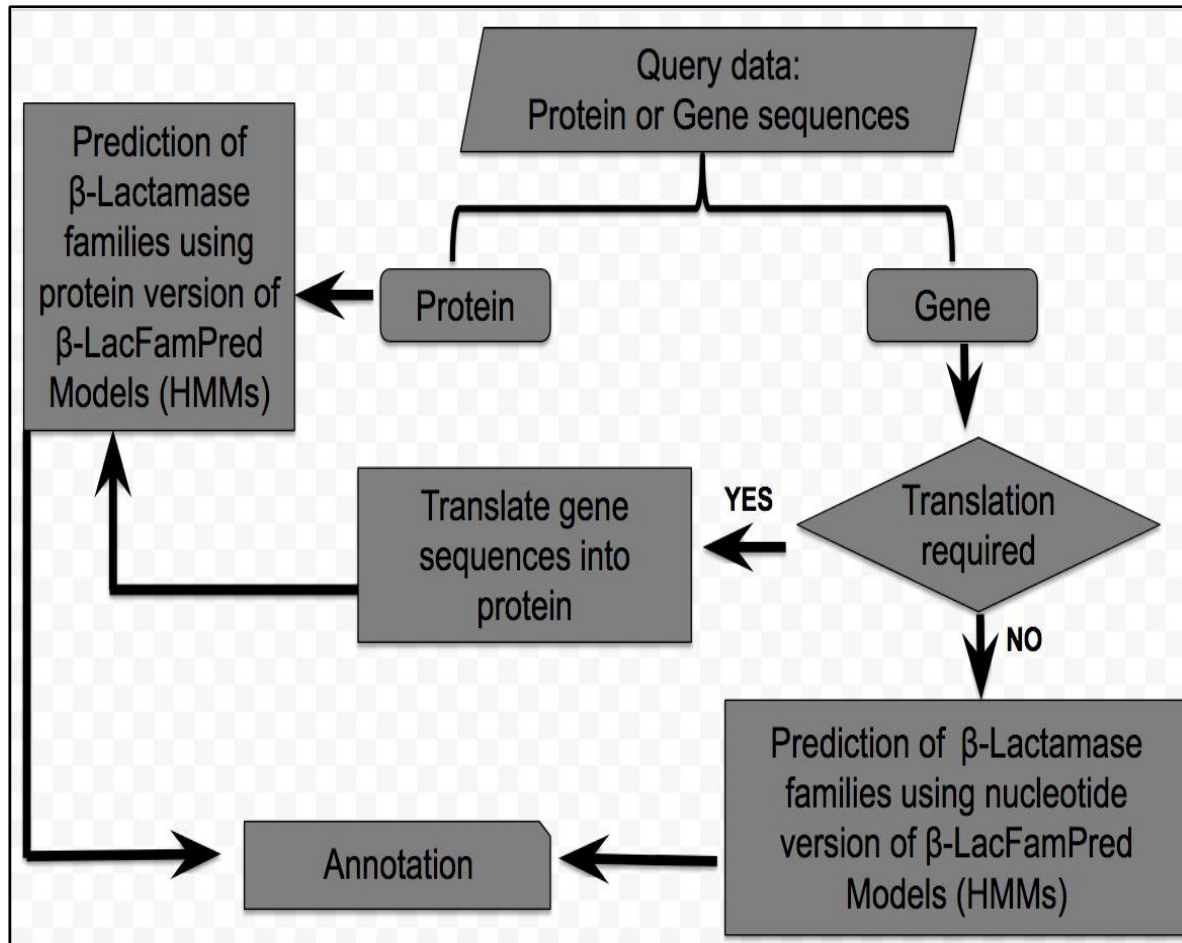 Query data:
Protein or Gene sequences
Prediction of
β-Lactamase
families using
protein version of
β-LacFamPred
Models (HMMs)
Protein
Gene
Translate gene
sequences into
protein
YES
Translation
required
NO
Prediction of β-Lactamase
families using nucleotide
version of β-LacFamPred
Models (HMMs)
Annotation